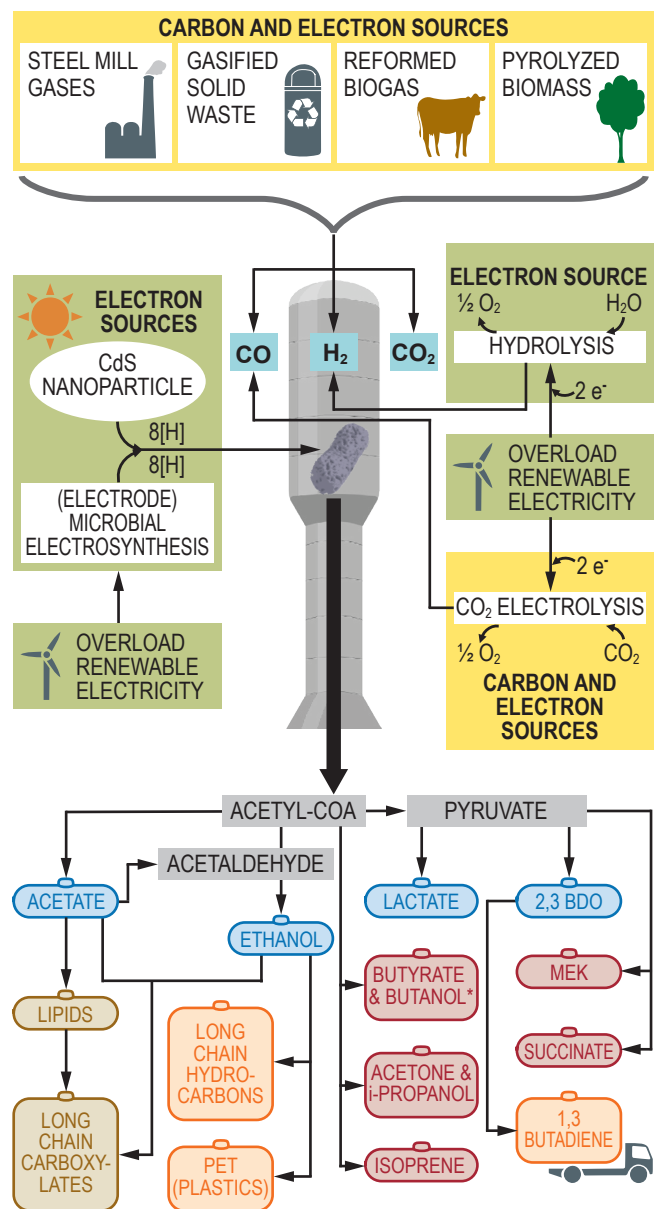 CARBON AND ELECTRON SOURCES
STEEL MILL
GASES
GASIFIED
SOLID
WASTE
REFORMED
BIOGAS
PYROLYZED
BIOMASS
ELECTRON
SOURCES
CdS
NANOPARTICLE
8[H]
8[H]
(ELECTRODE)
MICROBIAL
ELECTROSYNTHESIS
OVERLOAD
RENEWABLE
ELECTRICITY
CO
H₂
CO₂
ELECTRON SOURCE
½ O₂
H₂O
HYDROLYSIS
2 e⁻
OVERLOAD
RENEWABLE
ELECTRICITY
2 e⁻
CO₂ ELECTROLYSIS
½ O₂
CO₂
CARBON AND
ELECTRON
SOURCES
ACETYL-COA
PYRUVATE
ACETALDEHYDE
ACETATE
ETHANOL
LACTATE
2,3 BDO
LIPIDS
LONG
CHAIN
HYDRO-
CARBONS
BUTYRATE
& BUTANOL*
MEK
LONG
CHAIN
CARBOXY-
LATES
PET
(PLASTICS)
ACETONE &
i-PROPANOL
ISOPRENE
SUCCINATE
1,3
BUTADIENE